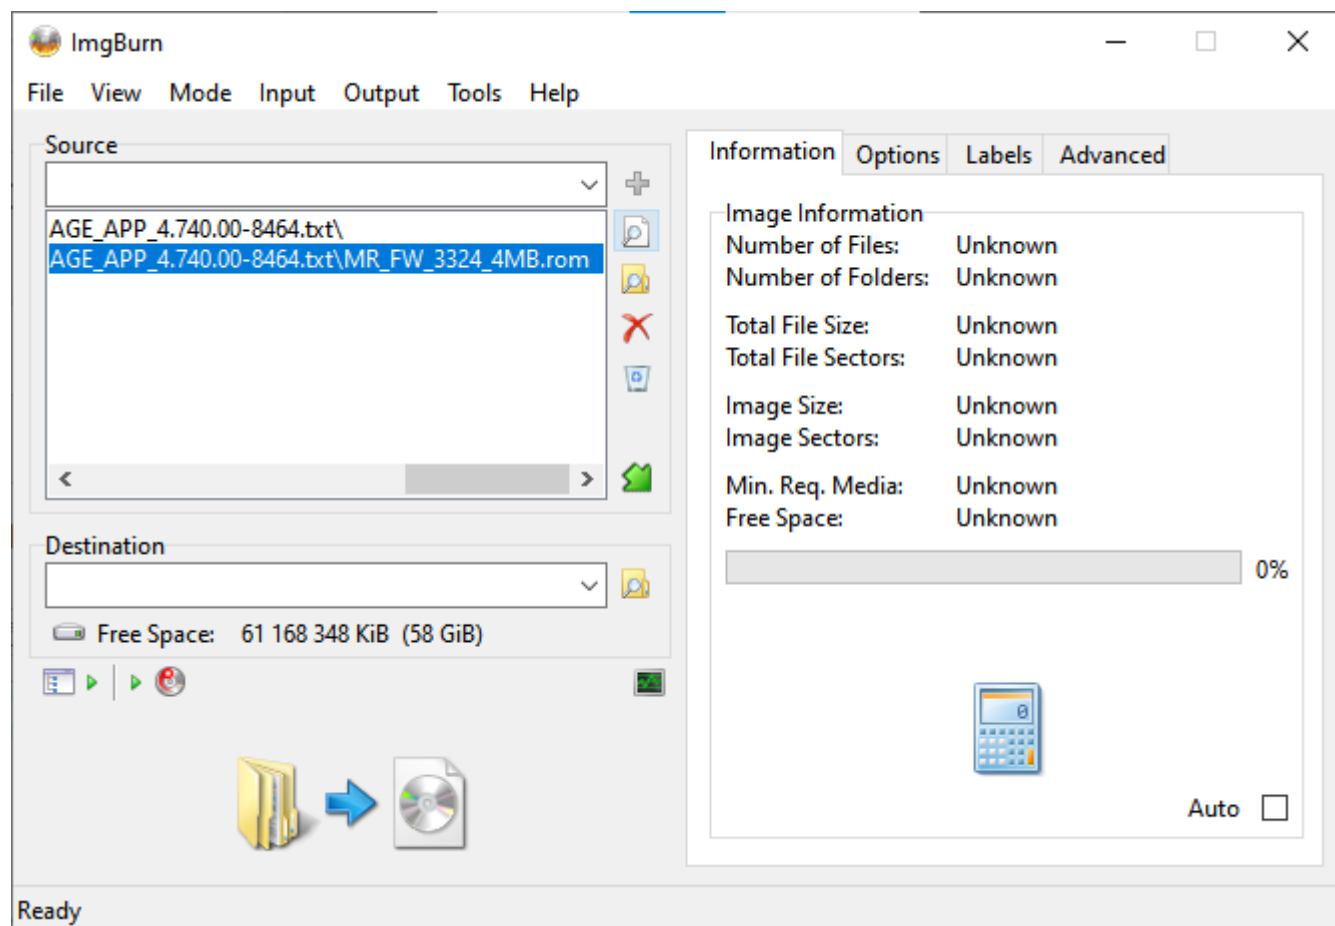 ImgBurn
File View Mode Input Output Tools Help
Source
AGE_APP_4.740.00-8464.txt\
AGE_APP_4.740.00-8464.txt\MR_FW_3324_4MB.rom
Destination
Free Space: 61 168 348 KiB (58 GiB)
Information Options Labels Advanced
Image Information
Number of Files: Unknown
Number of Folders: Unknown
Total File Size: Unknown
Total File Sectors: Unknown
Image Size: Unknown
Image Sectors: Unknown
Min. Req. Media: Unknown
Free Space: Unknown
0%
0
Auto
Ready